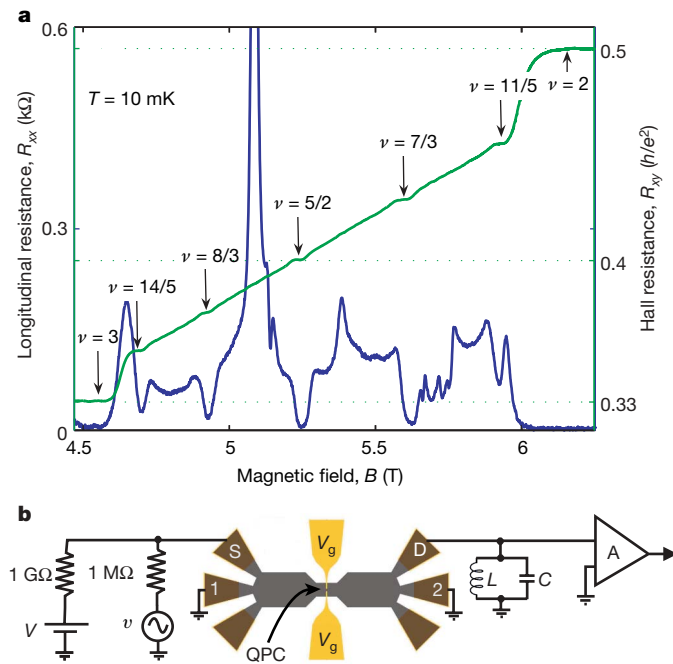 a
0.6
0.3
0
Longitudinal resistance, Rxx (kΩ)
T = 10 mK
ν = 3
ν = 14/5
ν = 8/3
ν = 5/2
ν = 7/3
ν = 11/5
ν = 2
0.5
0.4
0.33
Hall resistance, Rxy (h/e²)
4.5
5
5.5
6
Magnetic field, B (T)
b
1 GΩ
1 MΩ
V
v
S
1
Vg
Vg
QPC
D
2
L
C
A